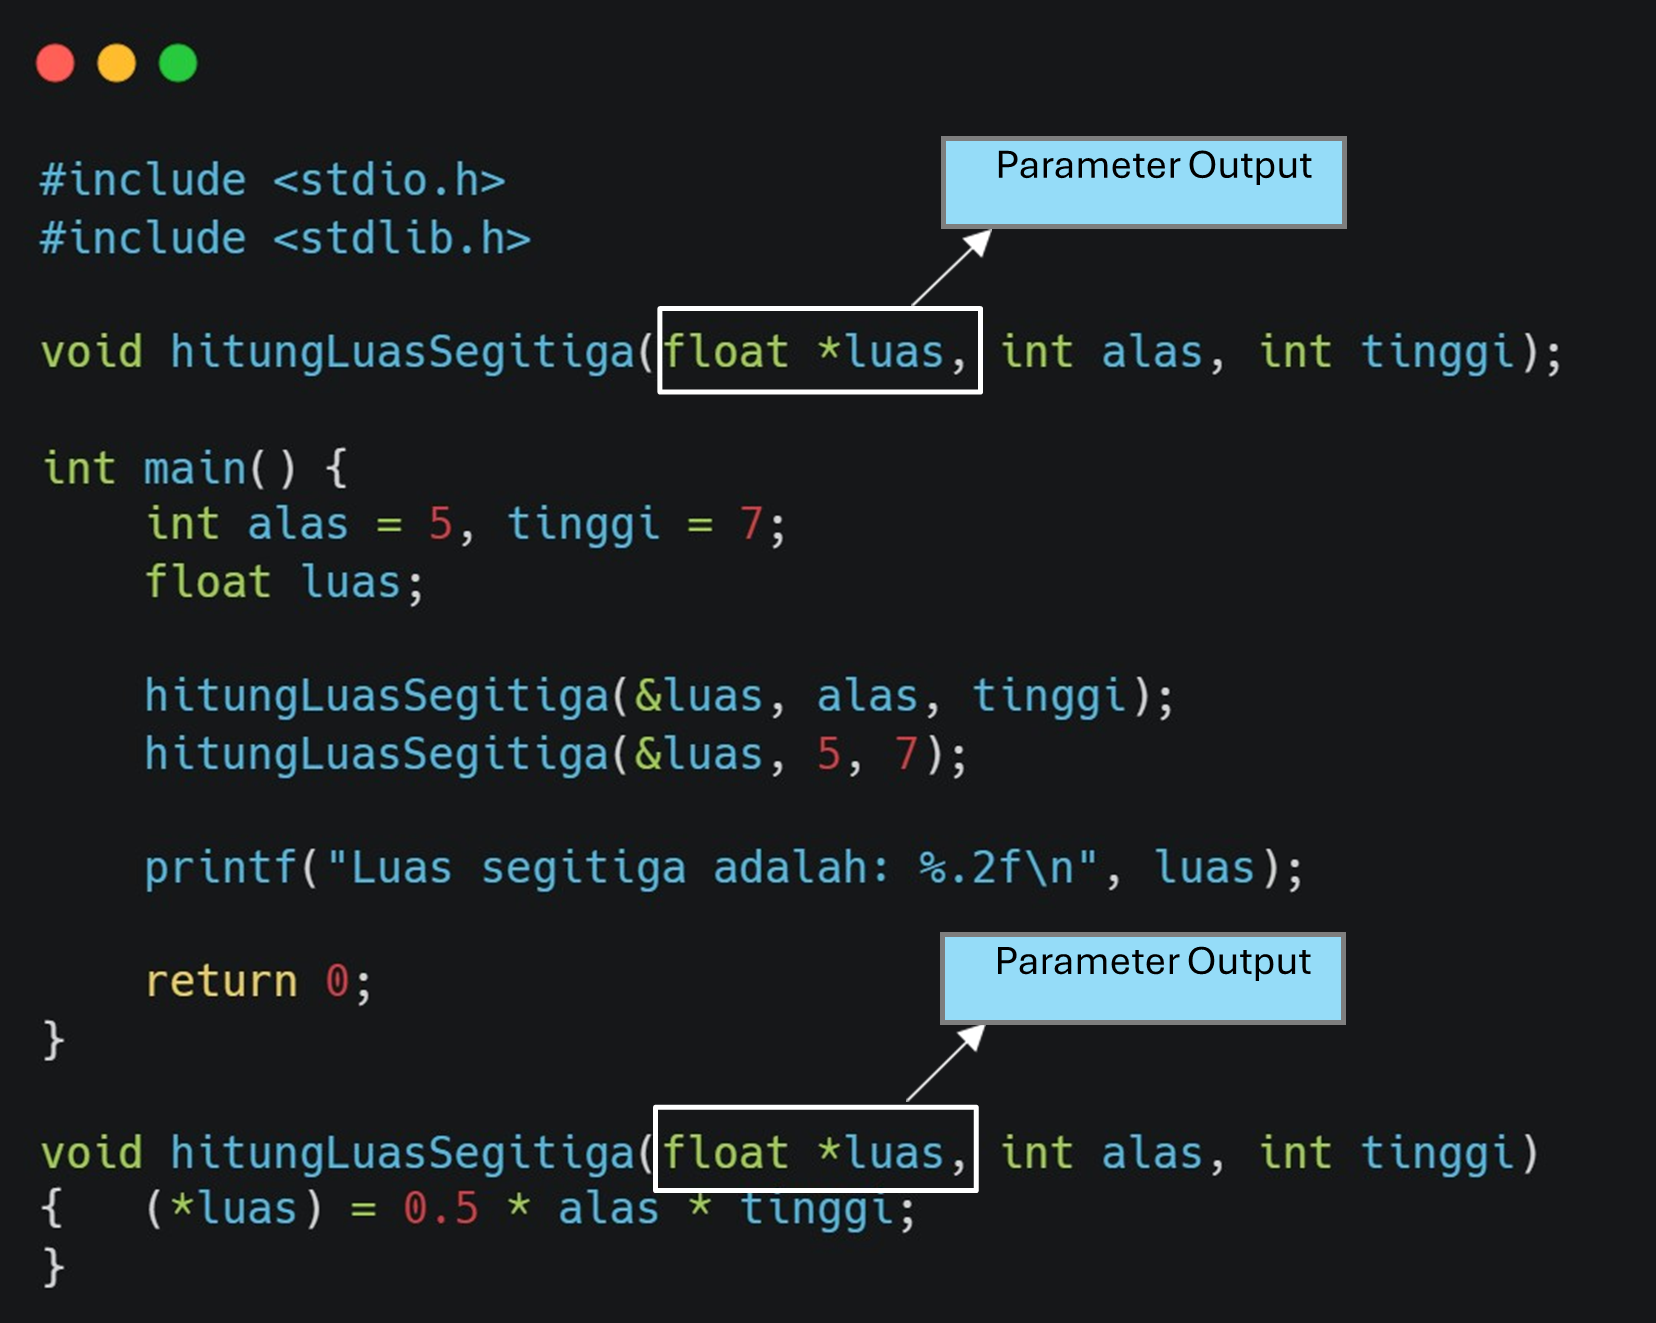 #include <stdio.h>
Parameter Output
#include <stdlib.h>
void hitungLuasSegitiga(float *luas, int alas, int tinggi);
int main() {
    int alas = 5, tinggi = 7;
    float luas;
    hitungLuasSegitiga(&luas, alas, tinggi);
    hitungLuasSegitiga(&luas, 5, 7);
    printf("Luas segitiga adalah: %.2f\n", luas);
Parameter Output
    return 0;
}
void hitungLuasSegitiga(float *luas, int alas, int tinggi)
{   (*luas) = 0.5 * alas * tinggi;
}